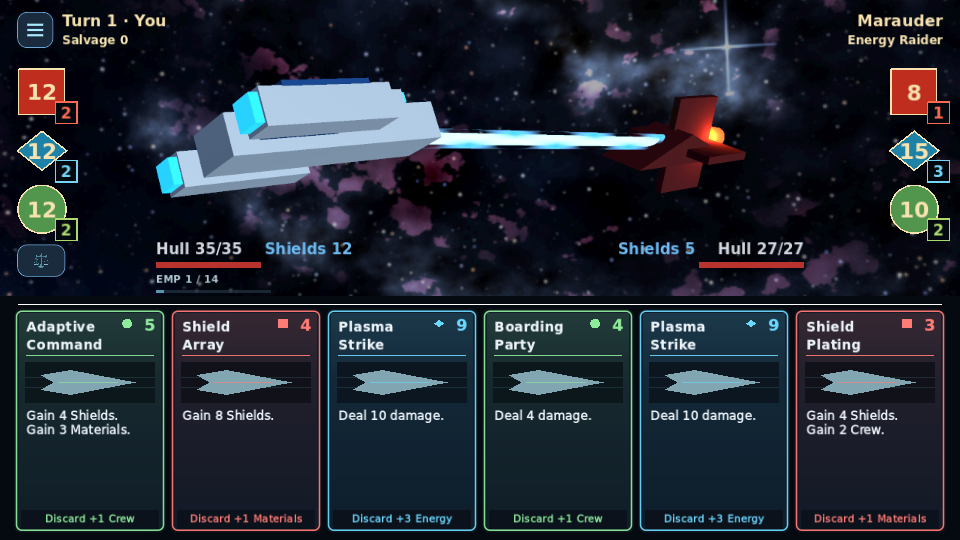 Turn 1 · You
Salvage 0
Marauder
Energy Raider
12
2
12
2
12
2
8
1
15
3
10
2
Hull 35/35
Shields 12
EMP 1 / 14
Shields 5
Hull 27/27
Adaptive
Command
5
Gain 4 Shields.
Gain 3 Materials.
Discard +1 Crew
Shield
Array
4
Gain 8 Shields.
Discard +1 Materials
Plasma
Strike
9
Deal 10 damage.
Discard +3 Energy
Boarding
Party
4
Deal 4 damage.
Discard +1 Crew
Plasma
Strike
9
Deal 10 damage.
Discard +3 Energy
Shield
Plating
3
Gain 4 Shields.
Gain 2 Crew.
Discard +1 Materials